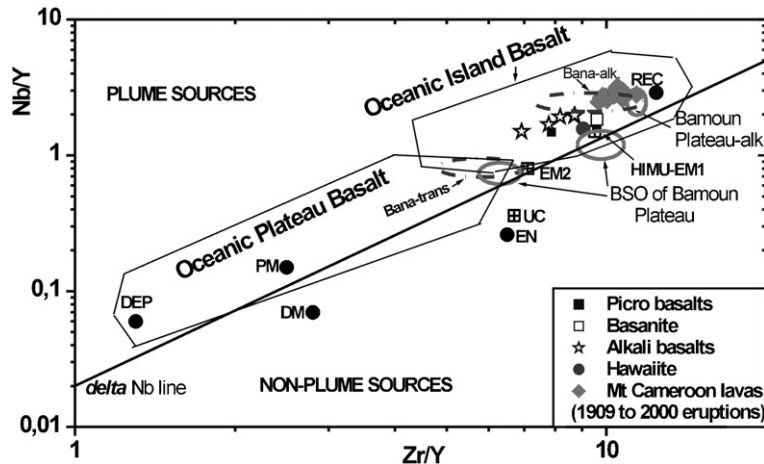 10
Oceanic Island Basalt
PLUME SOURCES
Bana-alk
REC
Nb/Y
Bamoun
Plateau-alk
1
HIMU-EM1
EM2
Oceanic Plateau Basalt
Bana-trans
BSO of Bamoun
Plateau
UC
EN
PM
DEP
DM
0,1
Picro basalts
Basanite
Alkali basalts
Hawaiite
Mt Cameroon lavas
(1909 to 2000 eruptions)
delta Nb line
NON-PLUME SOURCES
0,01
1
10
Zr/Y